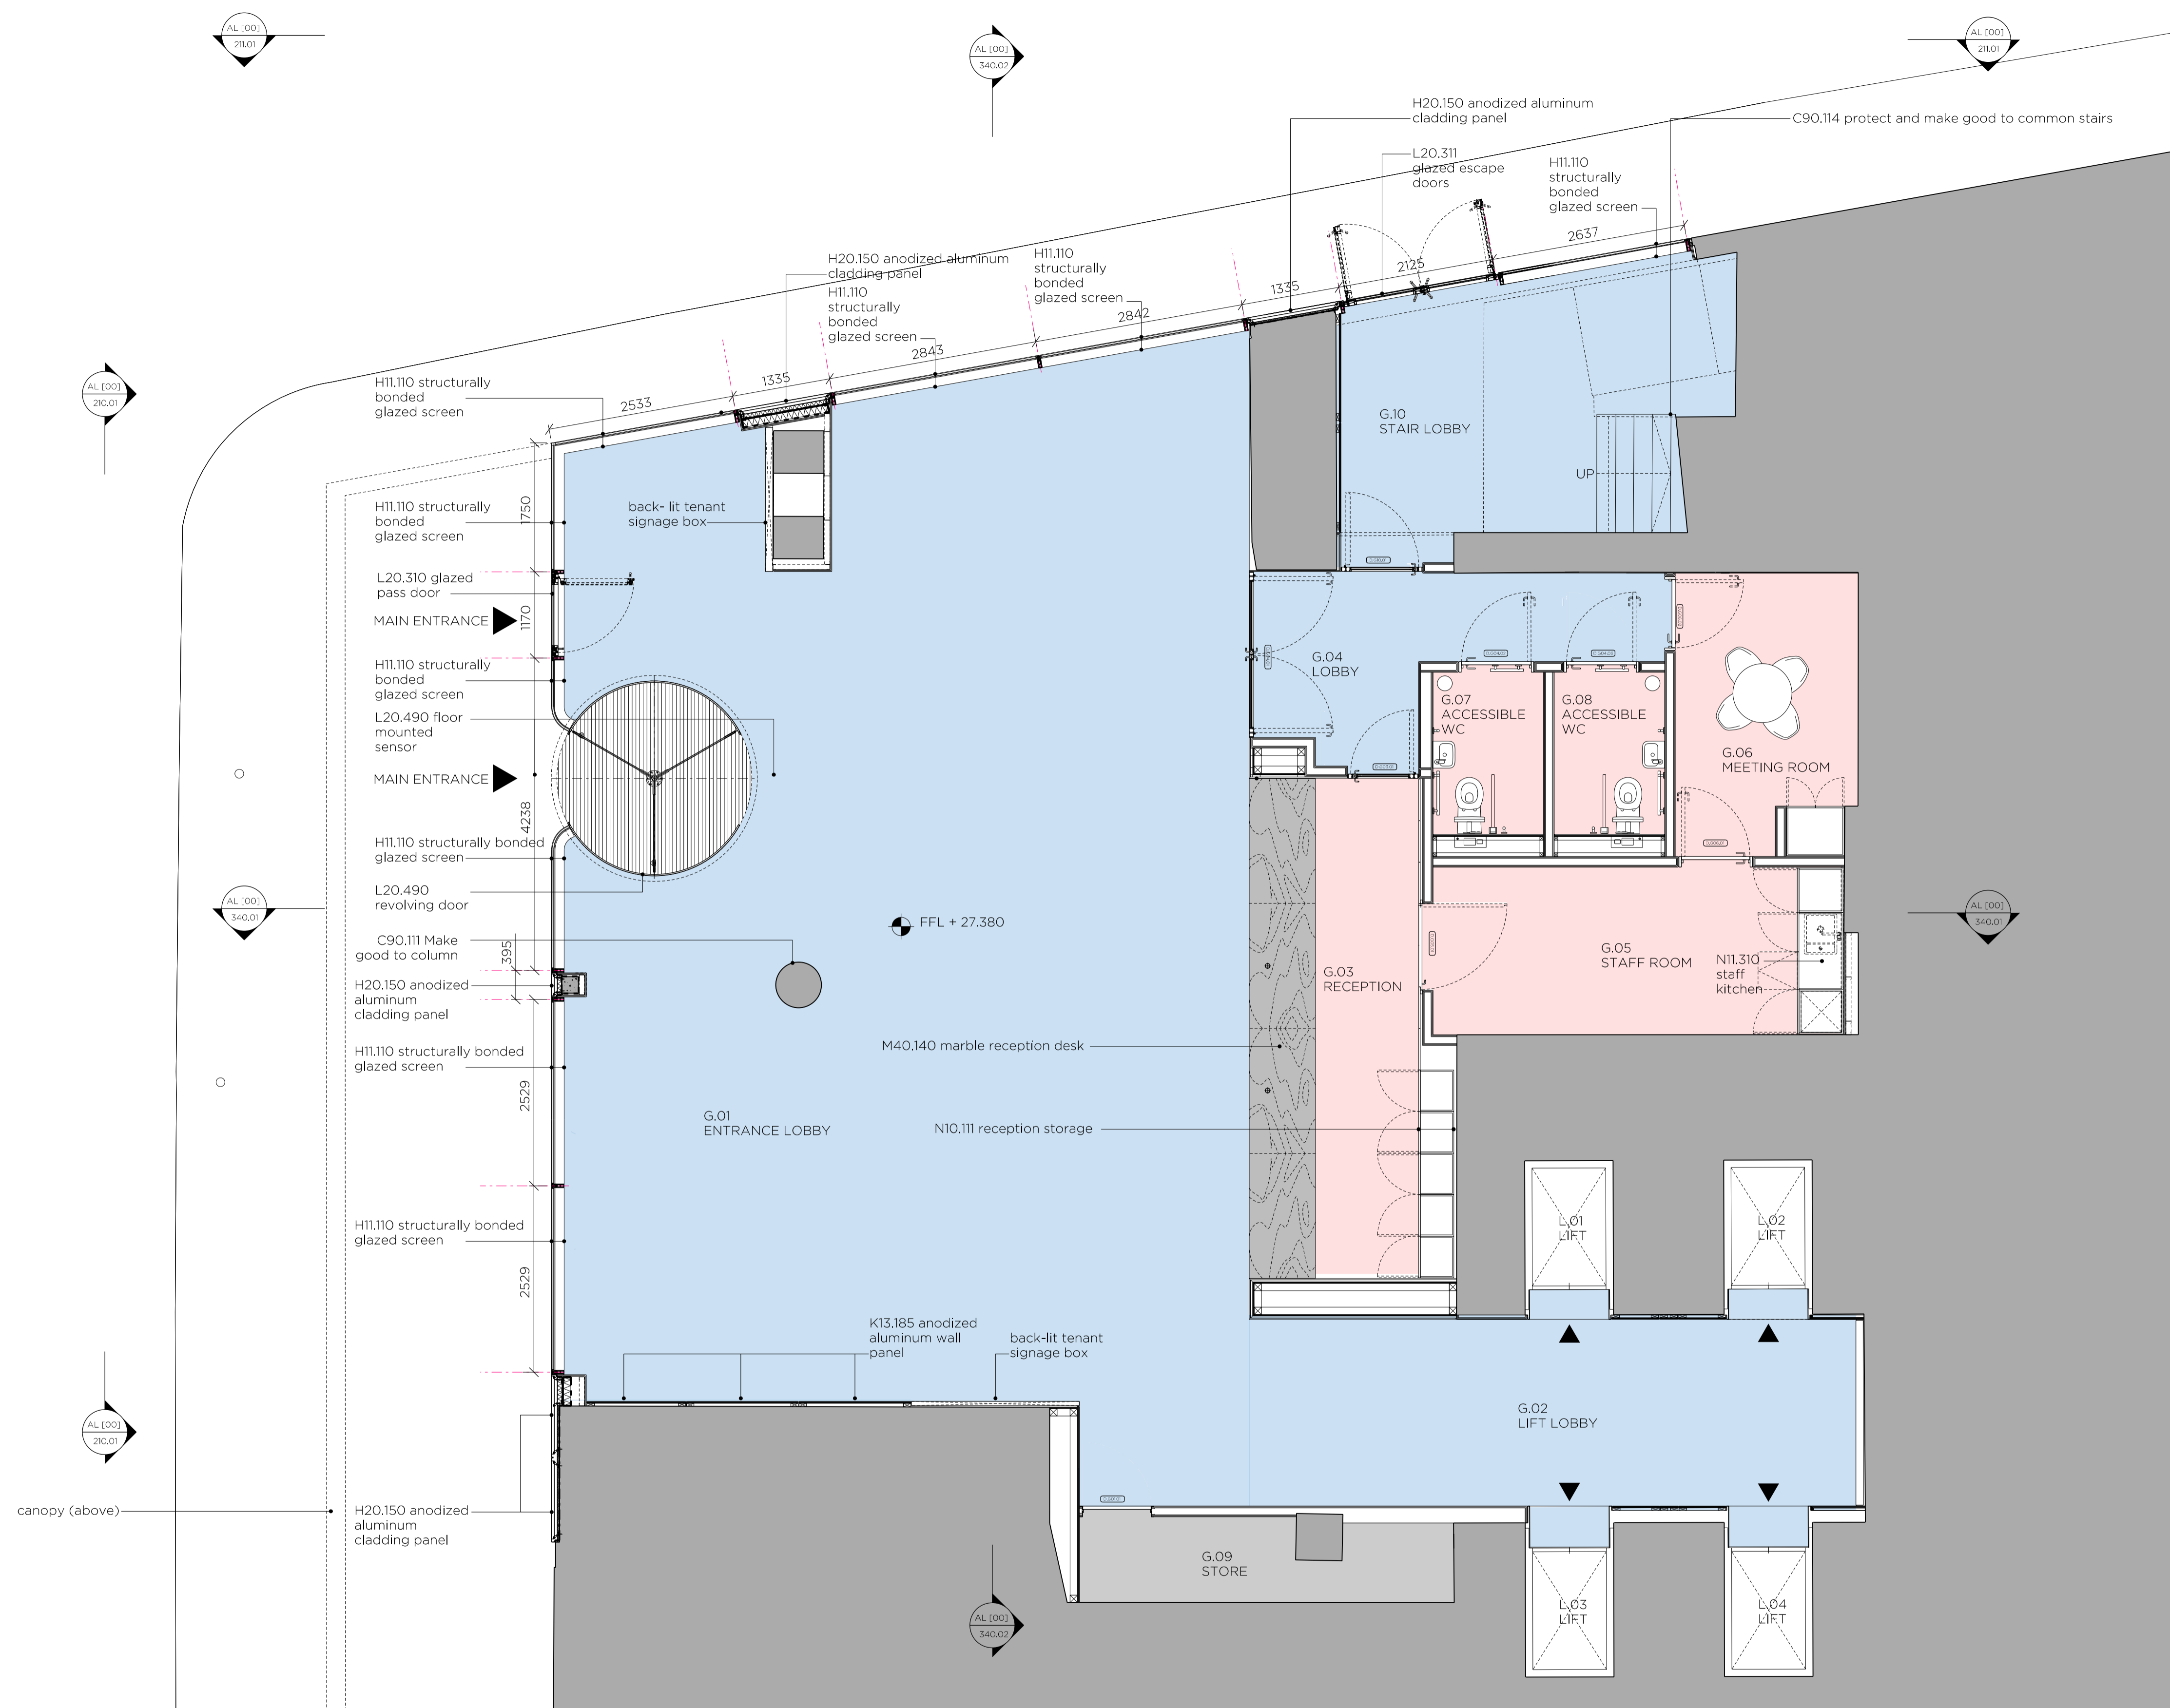 AL [00]
211.01
AL [00]
340.02
AL [00]
211.01
H20.150 anodized aluminum
cladding panel
C90.114 protect and make good to common stairs
L20.311
glazed escape
doors
H11.110
structurally
bonded
glazed screen
2637
2125
1335
H20.150 anodized aluminum
cladding panel
H11.110
structurally
bonded
glazed screen
H11.110
structurally
bonded
glazed screen
2842
2843
1335
2533
AL [00]
210.01
H11.110 structurally
bonded
glazed screen
G.10
STAIR LOBBY
UP
H11.110 structurally
bonded
glazed screen
1750
back- lit tenant
signage box
L20.310 glazed
pass door
MAIN ENTRANCE
1170
H11.110 structurally
bonded
glazed screen
L20.490 floor
mounted
sensor
MAIN ENTRANCE
4238
H11.110 structurally bonded
glazed screen
L20.490
revolving door
G.04
LOBBY
G.07
ACCESSIBLE
WC
G.08
ACCESSIBLE
WC
G.06
MEETING ROOM
AL [00]
340.01
AL [00]
340.01
FFL + 27.380
C90.111 Make
good to column
395
H20.150 anodized
aluminum
cladding panel
G.03
RECEPTION
G.05
STAFF ROOM
N11.310
staff
kitchen
M40.140 marble reception desk
H11.110 structurally bonded
glazed screen
2529
G.01
ENTRANCE LOBBY
N10.111 reception storage
H11.110 structurally bonded
glazed screen
2529
L.01
LIFT
L.02
LIFT
K13.185 anodized
aluminum wall
panel
back-lit tenant
signage box
G.02
LIFT LOBBY
AL [00]
210.01
canopy (above)
H20.150 anodized
aluminum
cladding panel
G.09
STORE
AL [00]
340.02
L.03
LIFT
L.04
LIFT